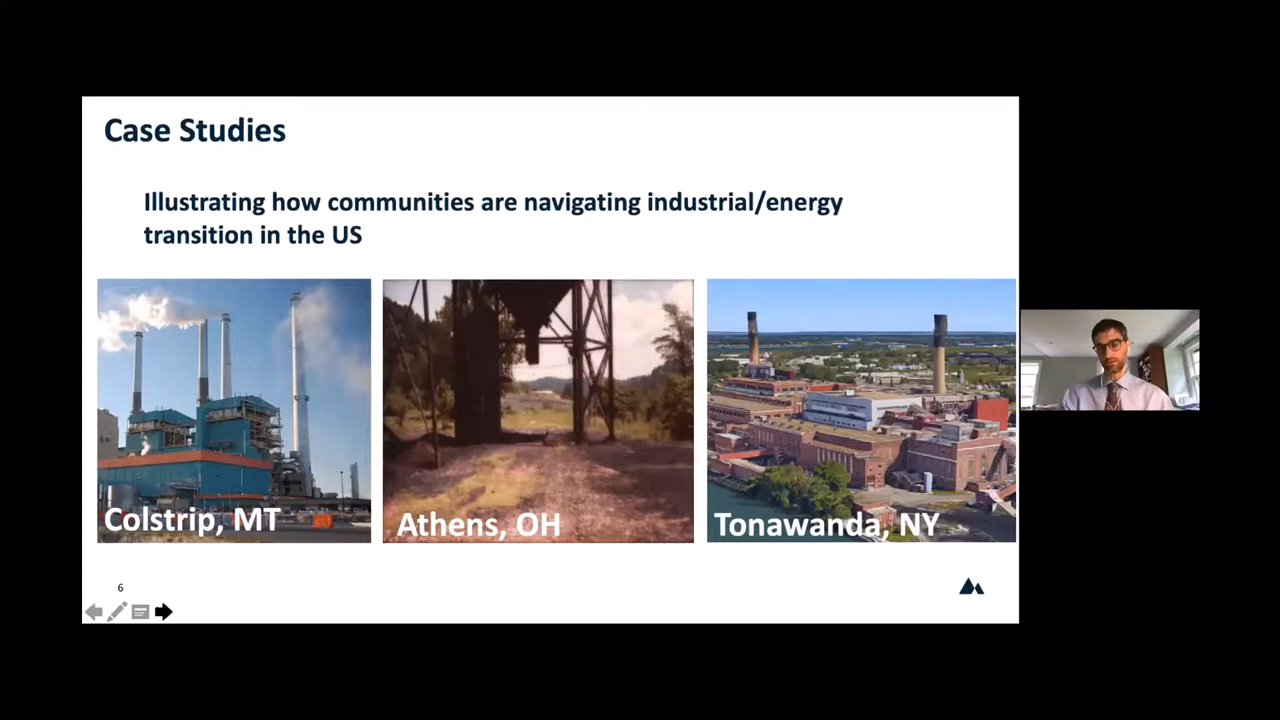 Case Studies
Illustrating how communities are navigating industrial/energy
transition in the US
Colstrip, MT
Athens, OH
Tonawanda, NY
6